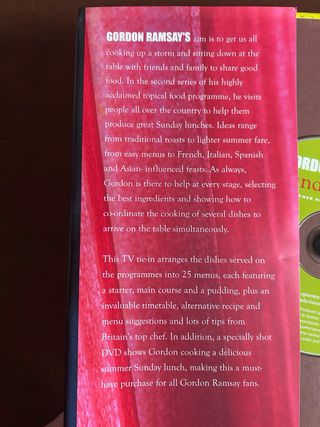 GORDON RAMSAY'S aim is to get us all
cooking up a storm and sitting down at the
table with friends and family to share good
food. In the second series of his highly
acclaimed topical food programme, he visits
people all over the country to help them
produce great Sunday lunches. Ideas range
from traditional roasts to lighter summer fare,
from easy menus to French, Italian, Spanish
and Asian- influenced feasts. As always,
Gordon is there to help at every stage, selecting
the best ingredients and showing how to
co-ordinate the cooking of several dishes to
arrive on the table simultaneously.
This TV tie-in arranges the dishes served on
the programmes into 25 menus, each featuring
a starter, main course and a pudding, plus an
invaluable timetable, alternative recipe and
menu suggestions and lots of tips from
Britain's top chef. In addition, a specially shot
DVD shows Gordon cooking a delicious
summer Sunday lunch, making this a must-
have purchase for all Gordon Ramsay fans.